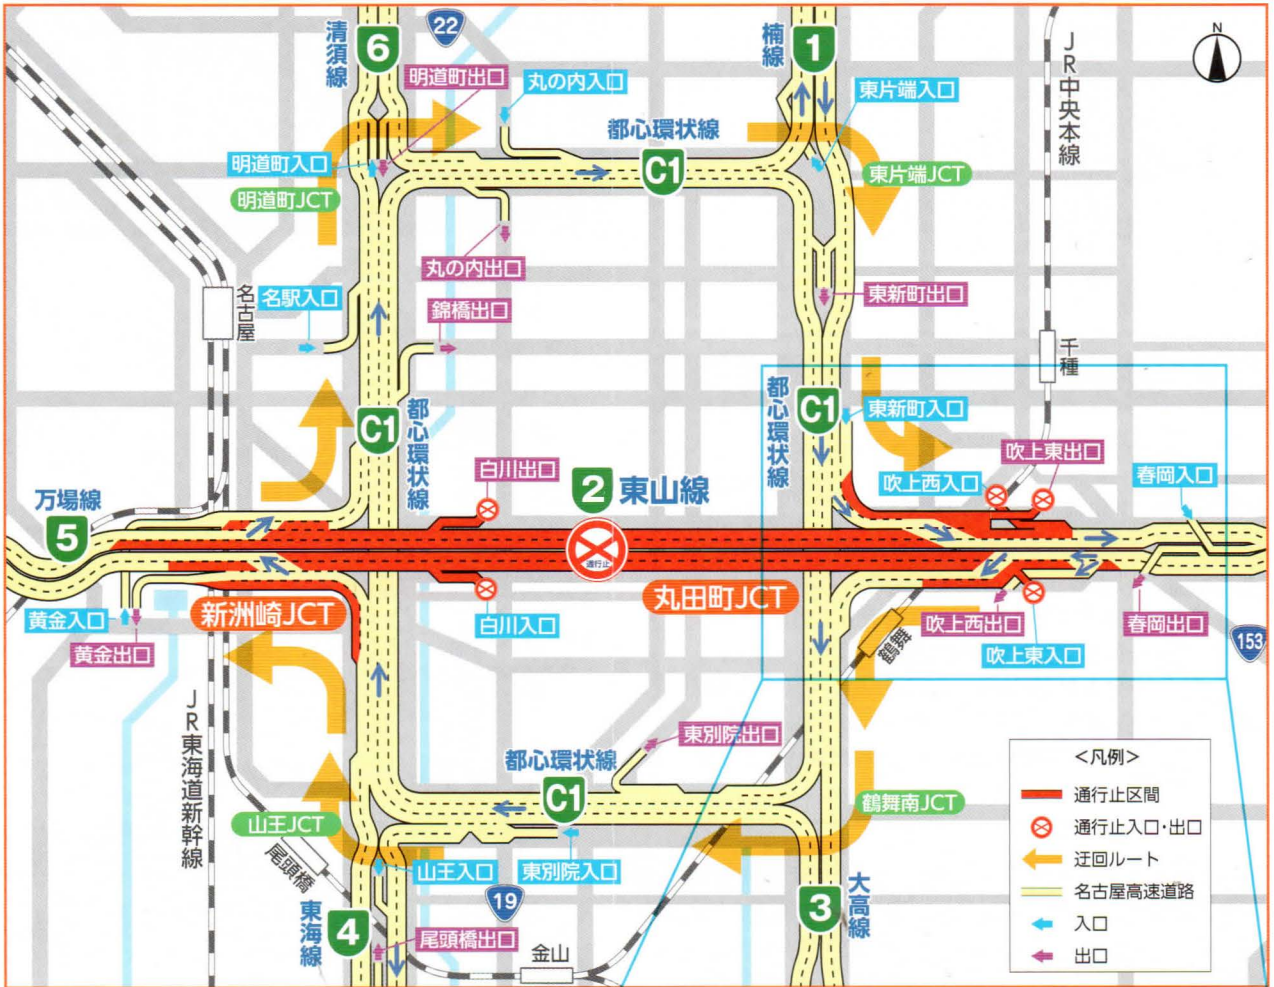 清須線
6
22
明道町出口
丸の内入口
都心環状線
C1
楠線
1
東片端入口
JR中央本線
N
明道町入口
明道町JCT
東片端JCT
丸の内出口
名古屋
名駅入口
錦橋出口
東新町出口
千種
C1
都心環状線
都心環状線
C1
東新町入口
吹上東出口
吹上西入口
春岡入口
万場線
5
白川出口
2
東山線
通行止
黄金入口
黄金出口
新洲崎JCT
白川入口
丸田町JCT
鶴舞
吹上西出口
吹上東入口
春岡出口
153
JR東海道新幹線
東別院出口
都心環状線
C1
鶴舞南JCT
山王JCT
尾頭橋
山王入口
東別院入口
19
東海線
4
尾頭橋出口
金山
3
大高線
<凡例>
通行止区間
通行止入口・出口
迂回ルート
名古屋高速道路
入口
出口